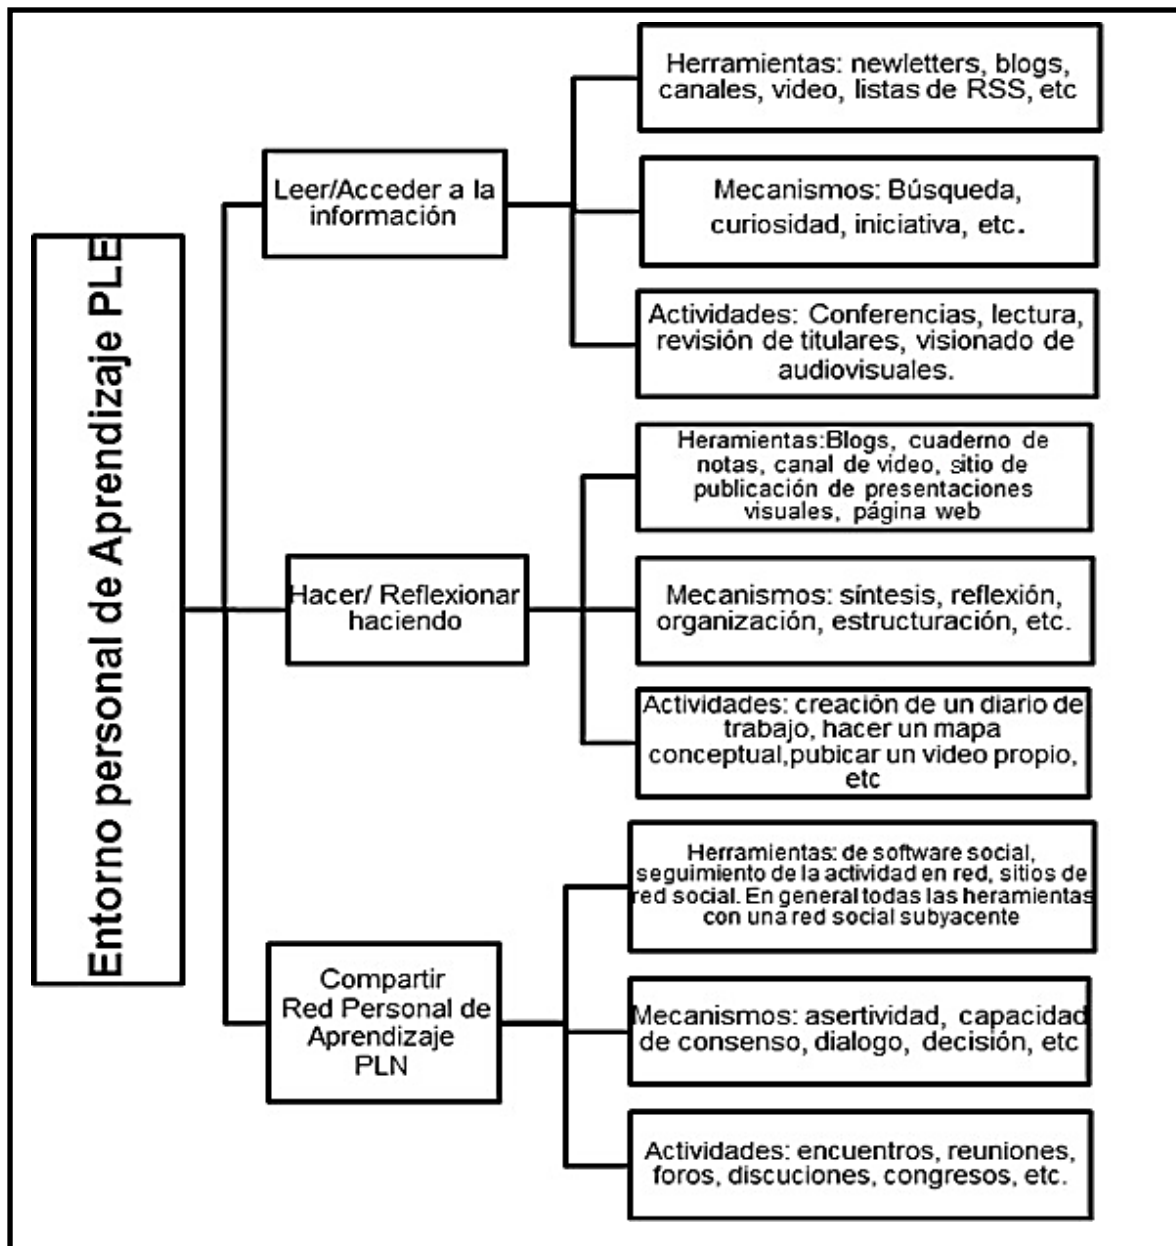 Entorno personal de Aprendizaje PLE
Leer/Acceder a la
información
Herramientas: newletters, blogs,
canales, video, listas de RSS, etc
Mecanismos: Búsqueda,
curiosidad, iniciativa, etc.
Actividades: Conferencias, lectura,
revisión de titulares, visionado de
audiovisuales.
Hacer/ Reflexionar
haciendo
Heramientas:Blogs, cuaderno de
notas, canal de video, sitio de
publicación de presentaciones
visuales, página web
Mecanismos: síntesis, reflexión,
organización, estructuración, etc.
Actividades: creación de un diario de
trabajo, hacer un mapa
conceptual,pubicar un video propio,
etc
Compartir
Red Personal de
Aprendizaje
PLN
Herramientas: de software social,
seguimiento de la actividad en red, sitios de
red social. En general todas las heramientas
con una red social subyacente
Mecanismos: asertividad, capacidad
de consenso, dialogo, decisión, etc
Actividades: encuentros, reuniones,
foros, discuciones, congresos, etc.